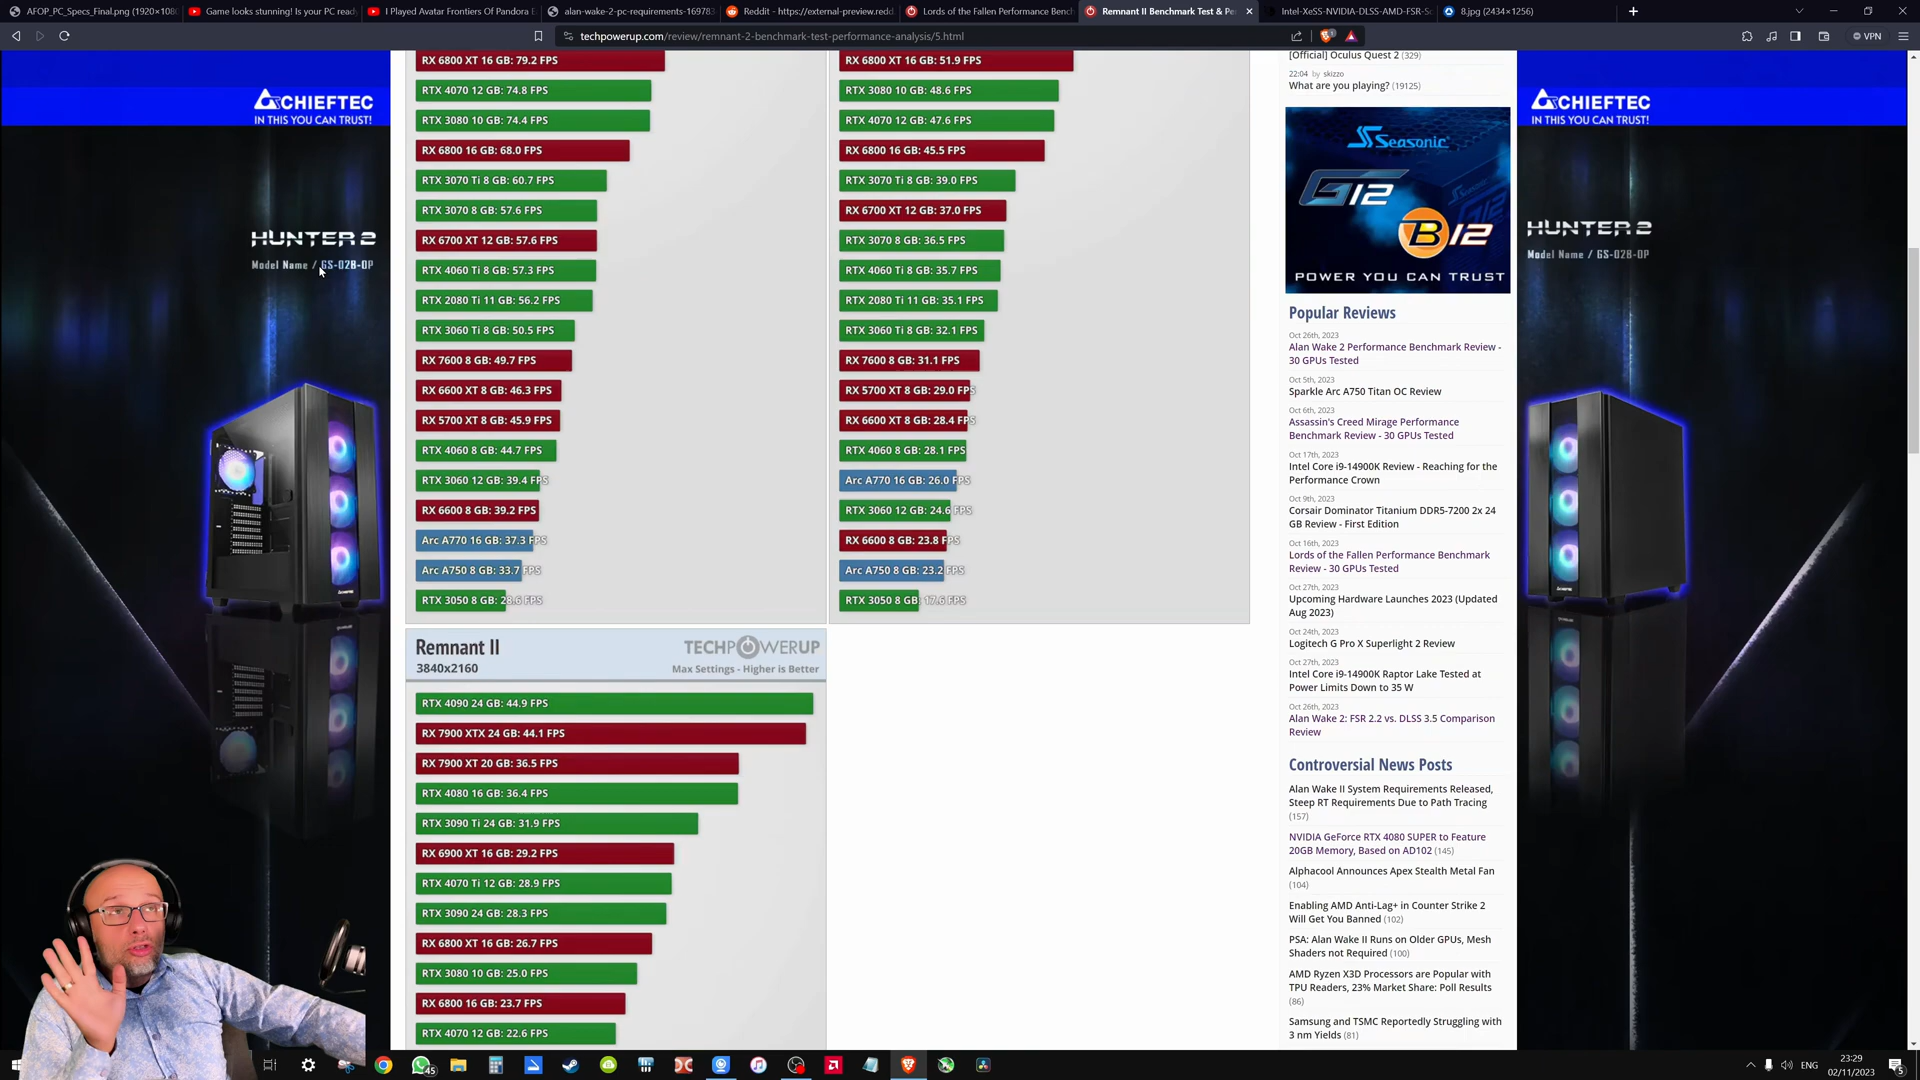 AFOP_PC_Specs_Final.png (1920×1080
Game looks stunning! Is your PC ready
I Played Avatar Frontiers Of Pandora E
alan-wake-2-pc-requirements-169783
Reddit - https://external-preview.redd
Lords of the Fallen Performance Bench
Remnant II Benchmark Test & Pe
Intel-XeSS-NVIDIA-DLSS-AMD-FSR-Sc
8.jpg (2434×1256)
techpowerup.com/review/remnant-2-benchmark-test-performance-analysis/5.html
VPN
CHIEFTEC
IN THIS YOU CAN TRUST!
HUNTER 2
Model Name / GS-02B-OP
RX 6800 XT 16 GB: 79.2 FPS
RTX 4070 12 GB: 74.8 FPS
RTX 3080 10 GB: 74.4 FPS
RX 6800 16 GB: 68.0 FPS
RTX 3070 Ti 8 GB: 60.7 FPS
RTX 3070 8 GB: 57.6 FPS
RX 6700 XT 12 GB: 57.6 FPS
RTX 4060 Ti 8 GB: 57.3 FPS
RTX 2080 Ti 11 GB: 56.2 FPS
RTX 3060 Ti 8 GB: 50.5 FPS
RX 7600 8 GB: 49.7 FPS
RX 6600 XT 8 GB: 46.3 FPS
RX 5700 XT 8 GB: 45.9 FPS
RTX 4060 8 GB: 44.7 FPS
RTX 3060 12 GB: 39.4 FPS
RX 6600 8 GB: 39.2 FPS
Arc A770 16 GB: 37.3 FPS
Arc A750 8 GB: 33.7 FPS
RTX 3050 8 GB: 28.6 FPS
RX 6800 XT 16 GB: 51.9 FPS
RTX 3080 10 GB: 48.6 FPS
RTX 4070 12 GB: 47.6 FPS
RX 6800 16 GB: 45.5 FPS
RTX 3070 Ti 8 GB: 39.0 FPS
RX 6700 XT 12 GB: 37.0 FPS
RTX 3070 8 GB: 36.5 FPS
RTX 4060 Ti 8 GB: 35.7 FPS
RTX 2080 Ti 11 GB: 35.1 FPS
RTX 3060 Ti 8 GB: 32.1 FPS
RX 7600 8 GB: 31.1 FPS
RX 5700 XT 8 GB: 29.0 FPS
RX 6600 XT 8 GB: 28.4 FPS
RTX 4060 8 GB: 28.1 FPS
Arc A770 16 GB: 26.0 FPS
RTX 3060 12 GB: 24.6 FPS
RX 6600 8 GB: 23.8 FPS
Arc A750 8 GB: 23.2 FPS
RTX 3050 8 GB: 17.6 FPS
Remnant II
3840x2160
TECHPOWERUP
Max Settings - Higher is Better
RTX 4090 24 GB: 44.9 FPS
RX 7900 XTX 24 GB: 44.1 FPS
RX 7900 XT 20 GB: 36.5 FPS
RTX 4080 16 GB: 36.4 FPS
RTX 3090 Ti 24 GB: 31.9 FPS
RX 6900 XT 16 GB: 29.2 FPS
RTX 4070 Ti 12 GB: 28.9 FPS
RTX 3090 24 GB: 28.3 FPS
RX 6800 XT 16 GB: 26.7 FPS
RTX 3080 10 GB: 25.0 FPS
RX 6800 16 GB: 23.7 FPS
RTX 4070 12 GB: 22.6 FPS
[Official] Oculus Quest 2 (329)
22:04 by skizzo
What are you playing? (19125)
Seasonic
G12
B12
POWER YOU CAN TRUST
Popular Reviews
Oct 26th, 2023
Alan Wake 2 Performance Benchmark Review -
30 GPUs Tested
Oct 5th, 2023
Sparkle Arc A750 Titan OC Review
Oct 6th, 2023
Assassin's Creed Mirage Performance
Benchmark Review - 30 GPUs Tested
Oct 17th, 2023
Intel Core i9-14900K Review - Reaching for the
Performance Crown
Oct 9th, 2023
Corsair Dominator Titanium DDR5-7200 2x 24
GB Review - First Edition
Oct 16th, 2023
Lords of the Fallen Performance Benchmark
Review - 30 GPUs Tested
Oct 27th, 2023
Upcoming Hardware Launches 2023 (Updated
Aug 2023)
Oct 24th, 2023
Logitech G Pro X Superlight 2 Review
Oct 27th, 2023
Intel Core i9-14900K Raptor Lake Tested at
Power Limits Down to 35 W
Oct 26th, 2023
Alan Wake 2: FSR 2.2 vs. DLSS 3.5 Comparison
Review
Controversial News Posts
Alan Wake II System Requirements Released,
Steep RT Requirements Due to Path Tracing
(157)
NVIDIA GeForce RTX 4080 SUPER to Feature
20GB Memory, Based on AD102 (145)
Alphacool Announces Apex Stealth Metal Fan
(104)
Enabling AMD Anti-Lag+ in Counter Strike 2
Will Get You Banned (102)
PSA: Alan Wake II Runs on Older GPUs, Mesh
Shaders not Required (100)
AMD Ryzen X3D Processors are Popular with
TPU Readers, 23% Market Share: Poll Results
(86)
Samsung and TSMC Reportedly Struggling with
3 nm Yields (81)
CHIEFTEC
IN THIS YOU CAN TRUST!
HUNTER 2
Model Name / GS-02B-OP
45
ENG
23:29
02/11/2023
5